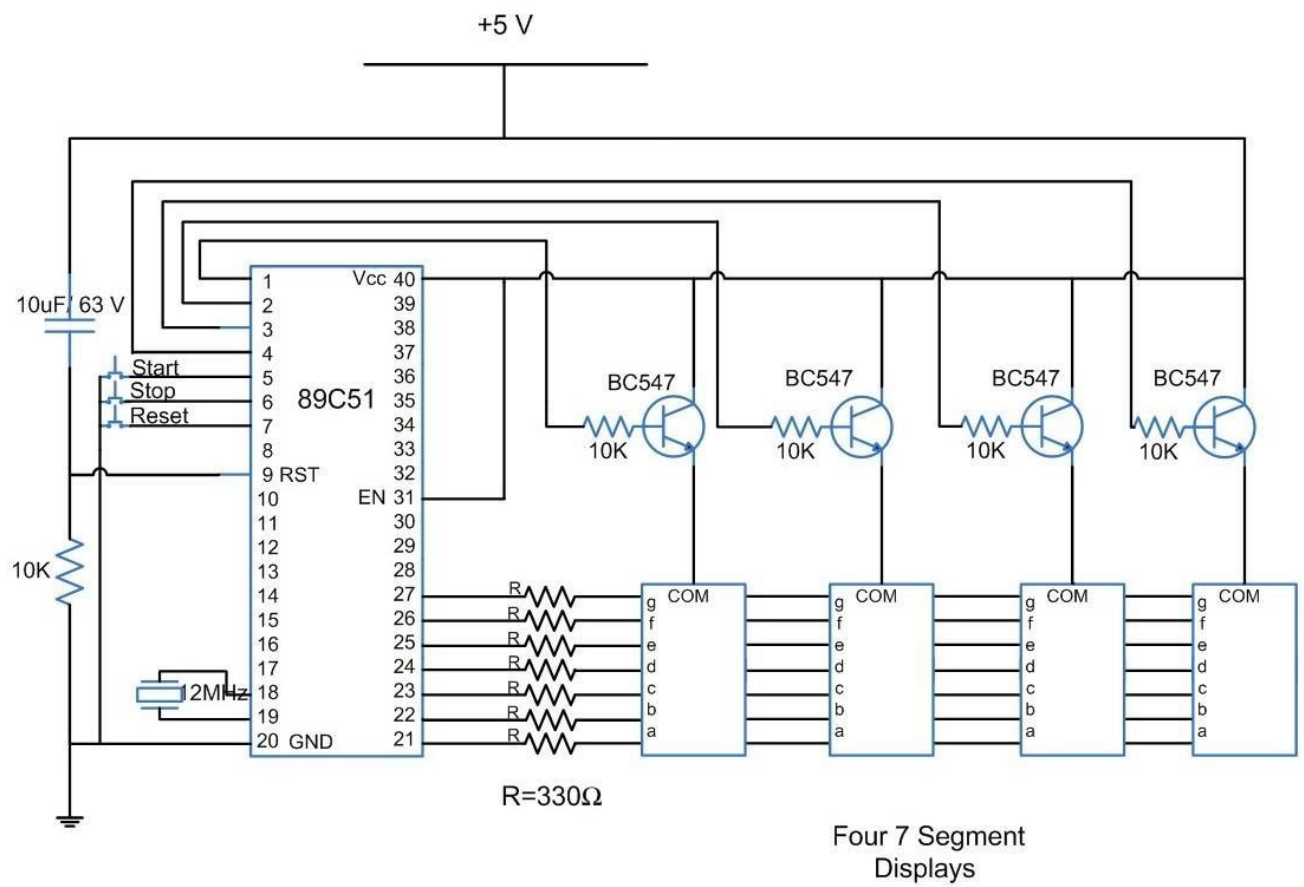 +5 V
10uF/ 63 V
Start
Stop
Reset
10K
12MHz
89C51
1
2
3
4
5
6
7
8
9 RST
10
11
12
13
14
15
16
17
18
19
20 GND
Vcc 40
39
38
37
36
35
34
33
32
EN 31
30
29
28
27
26
25
24
23
22
21
BC547
BC547
BC547
BC547
10K
10K
10K
10K
R
R
R
R
R
R
R
R=330Ω
COM
g
f
e
d
c
b
a
COM
g
f
e
d
c
b
a
COM
g
f
e
d
c
b
a
COM
g
f
e
d
c
b
a
Four 7 Segment
Displays